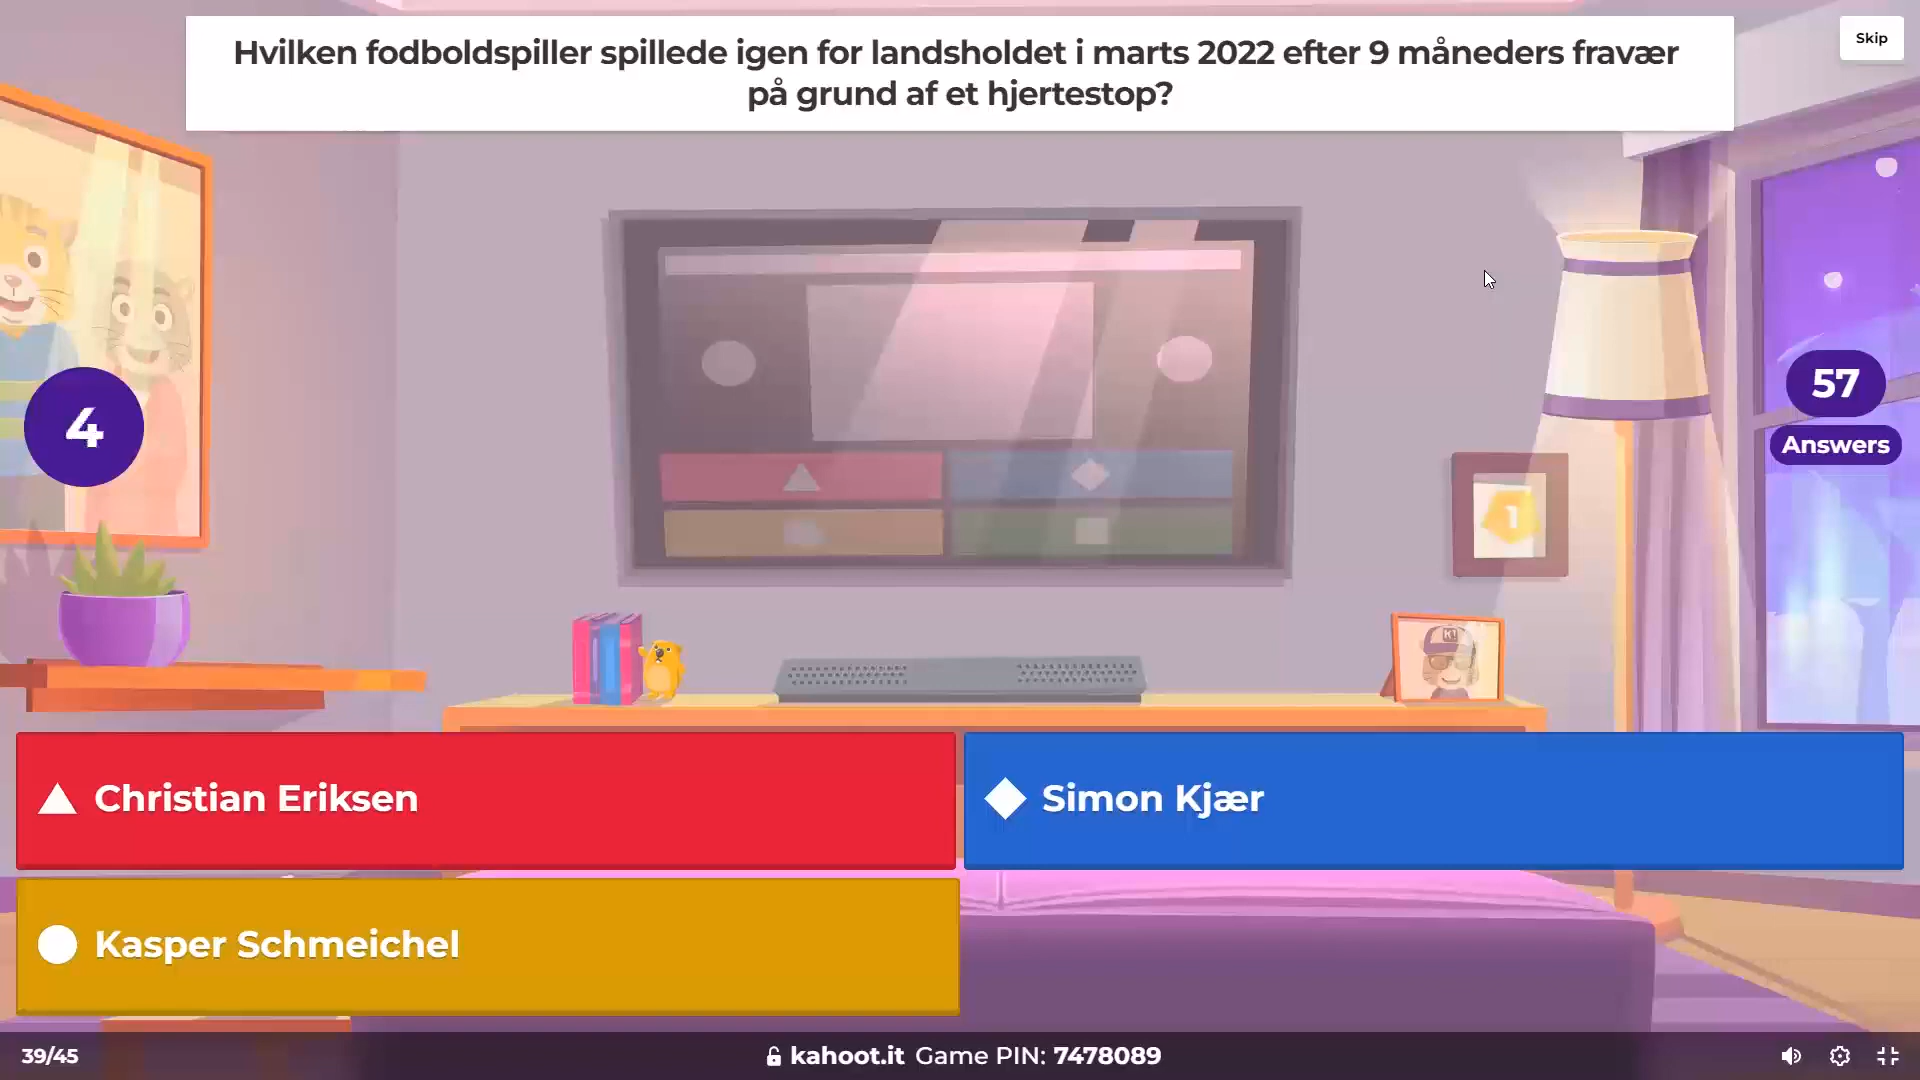 Hvilken fodboldspiller spillede igen for landsholdet i marts 2022 efter 9 måneders fravær
på grund af et hjertestop?
Skip
4
57
Answers
1
K!
Christian Eriksen
Simon Kjær
Kasper Schmeichel
39/45
kahoot.it Game PIN: 7478089